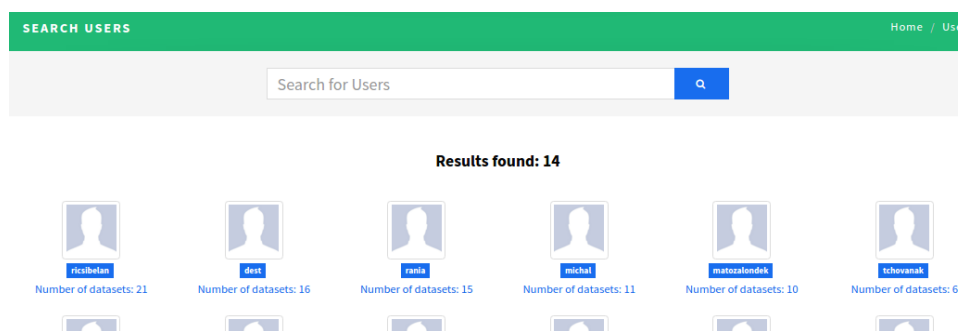 SEARCH USERS
Home / Use
Search for Users
Results found: 14
ricsibelan dest rania michal matozalondek tchovanak
Number of datasets: 21 Number of datasets: 16 Number of datasets: 15 Number of datasets: 11 Number of datasets: 10 Number of datasets: 6